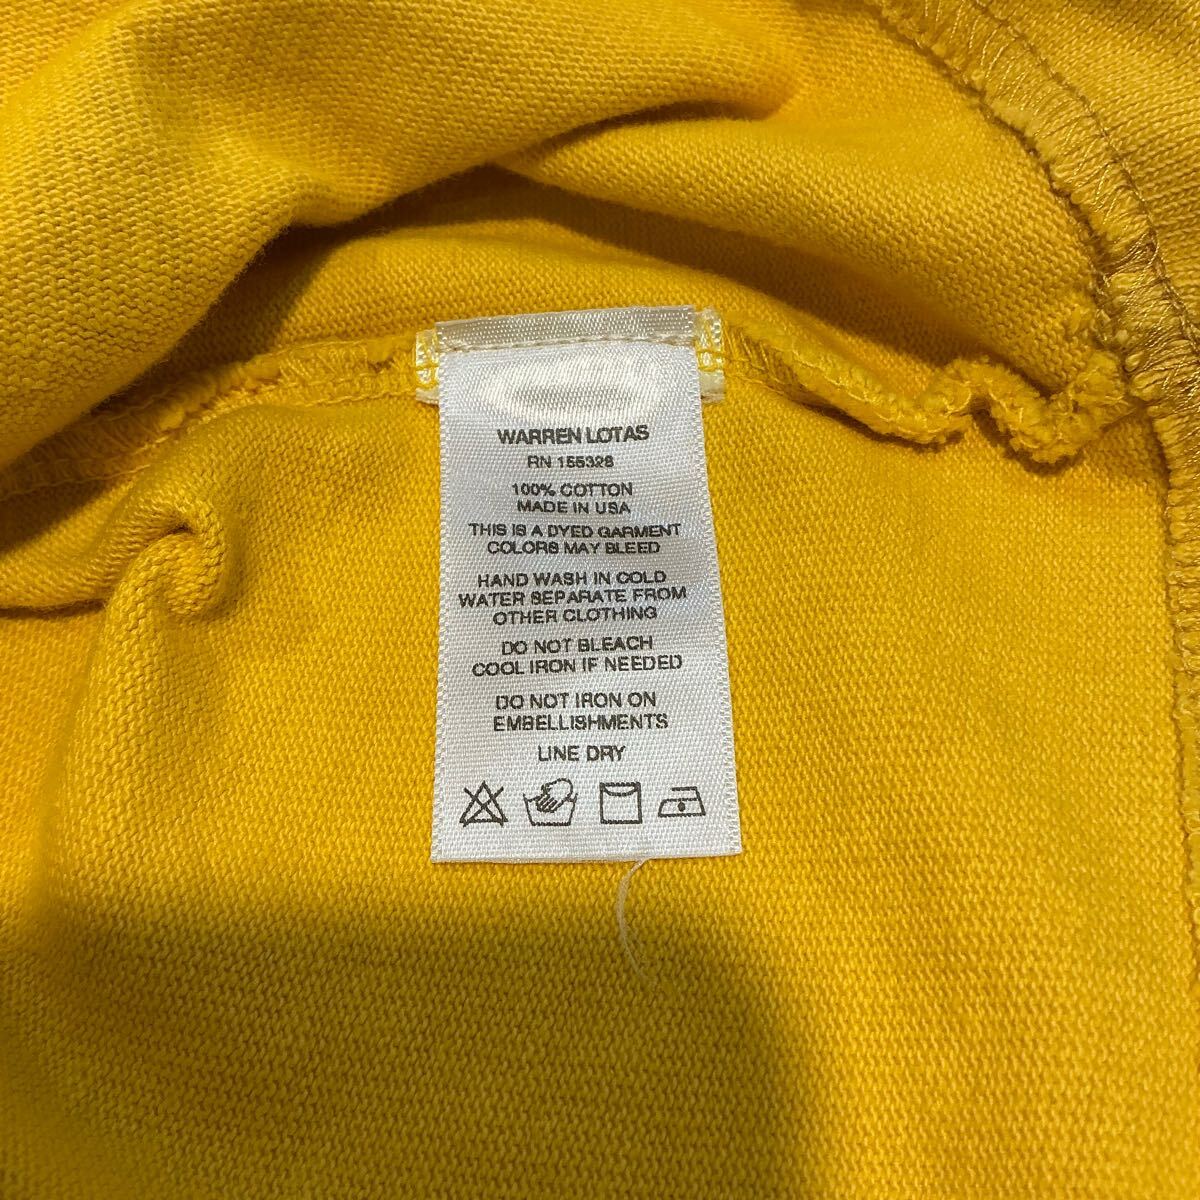 WARREN LOTAS
RN 155328
100% COTTON
MADE IN USA
THIS IS A DYED GARMENT
COLORS MAY BLEED
HAND WASH IN COLD
WATER SEPARATE FROM
OTHER CLOTHING
DO NOT BLEACH
COOL IRON IF NEEDED
DO NOT IRON ON
EMBELLISHMENTS
LINE DRY